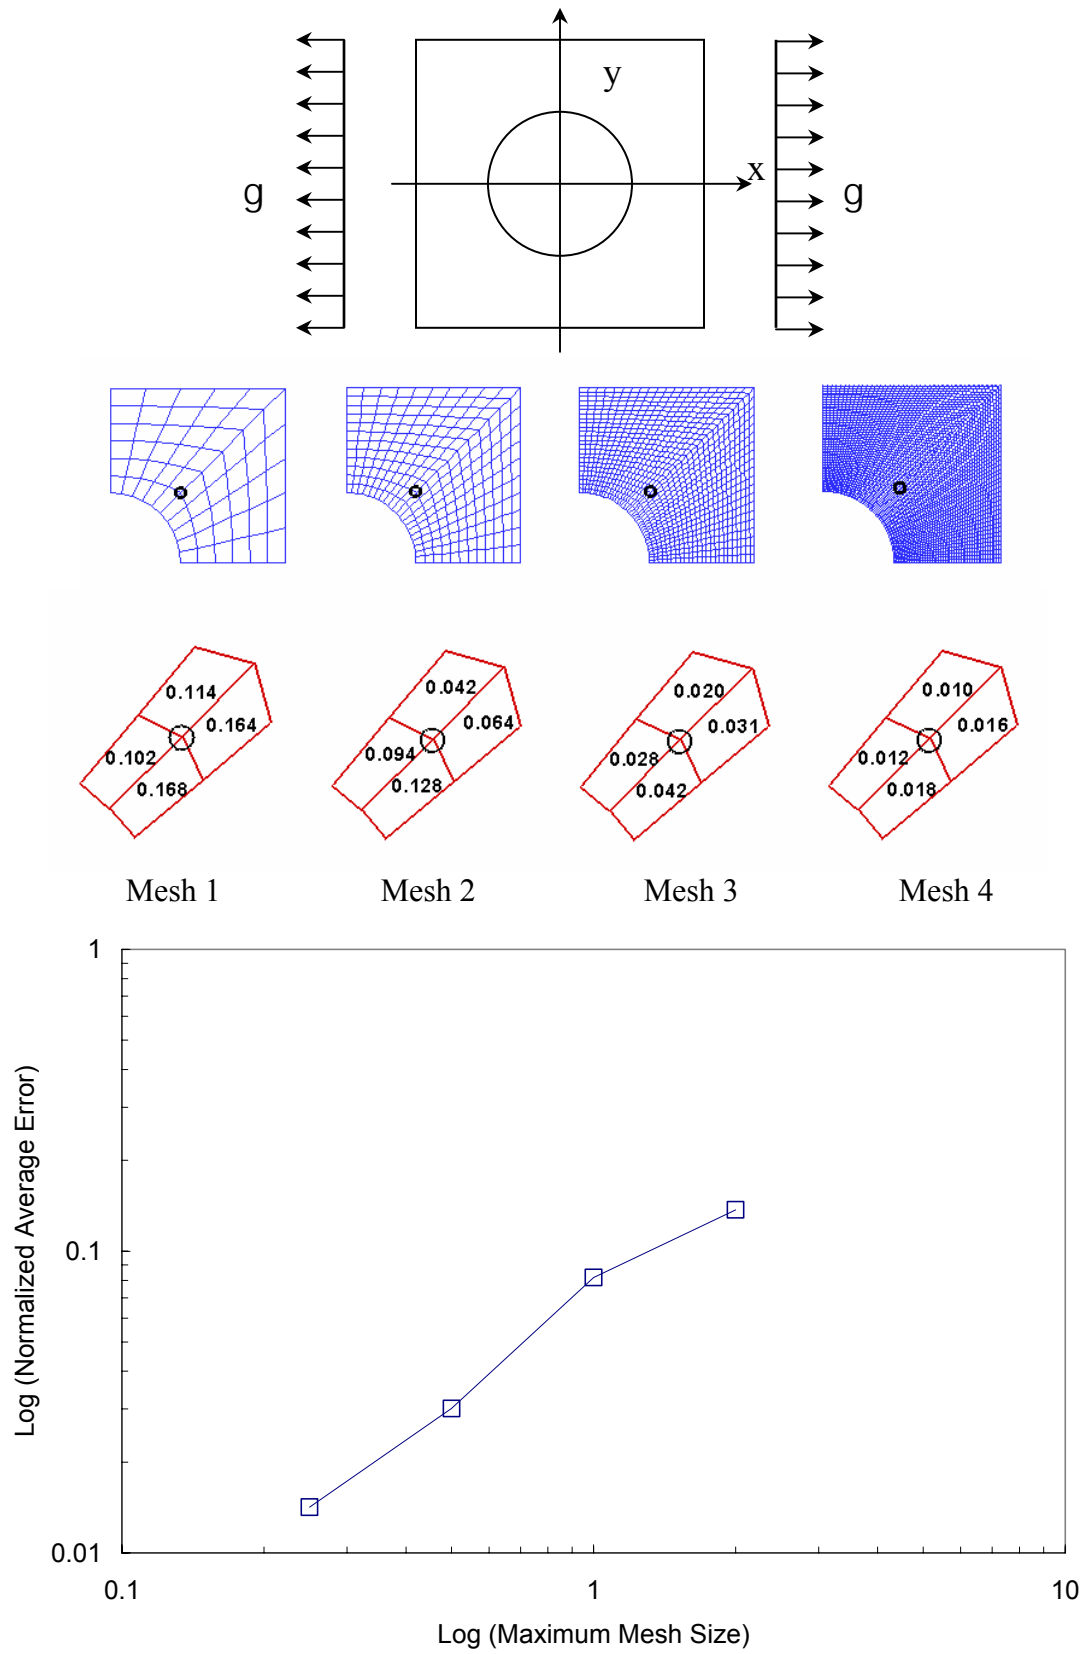 y
x
g
g
0.114
0.164
0.102
0.168
0.042
0.064
0.094
0.128
0.020
0.031
0.028
0.042
0.010
0.016
0.012
0.018
Mesh 1
Mesh 2
Mesh 3
Mesh 4
1
0.1
0.01
Log (Normalized Average Error)
0.1
1
10
Log (Maximum Mesh Size)